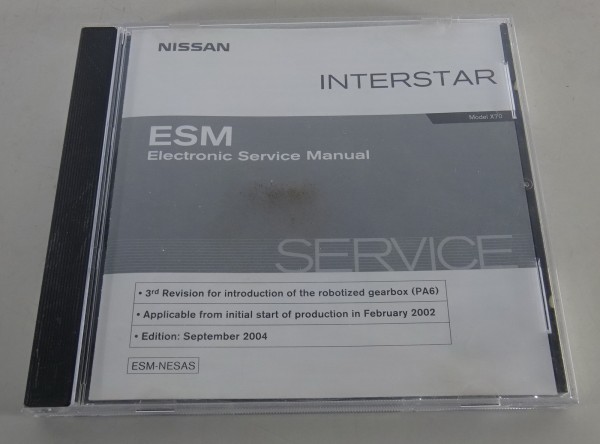 NISSAN
INTERSTAR
Model X70
ESM
Electronic Service Manual
SERVICE
• 3rd Revision for introduction of the robotized gearbox (PA6)
• Applicable from initial start of production in February 2002
• Edition: September 2004
ESM-NESAS